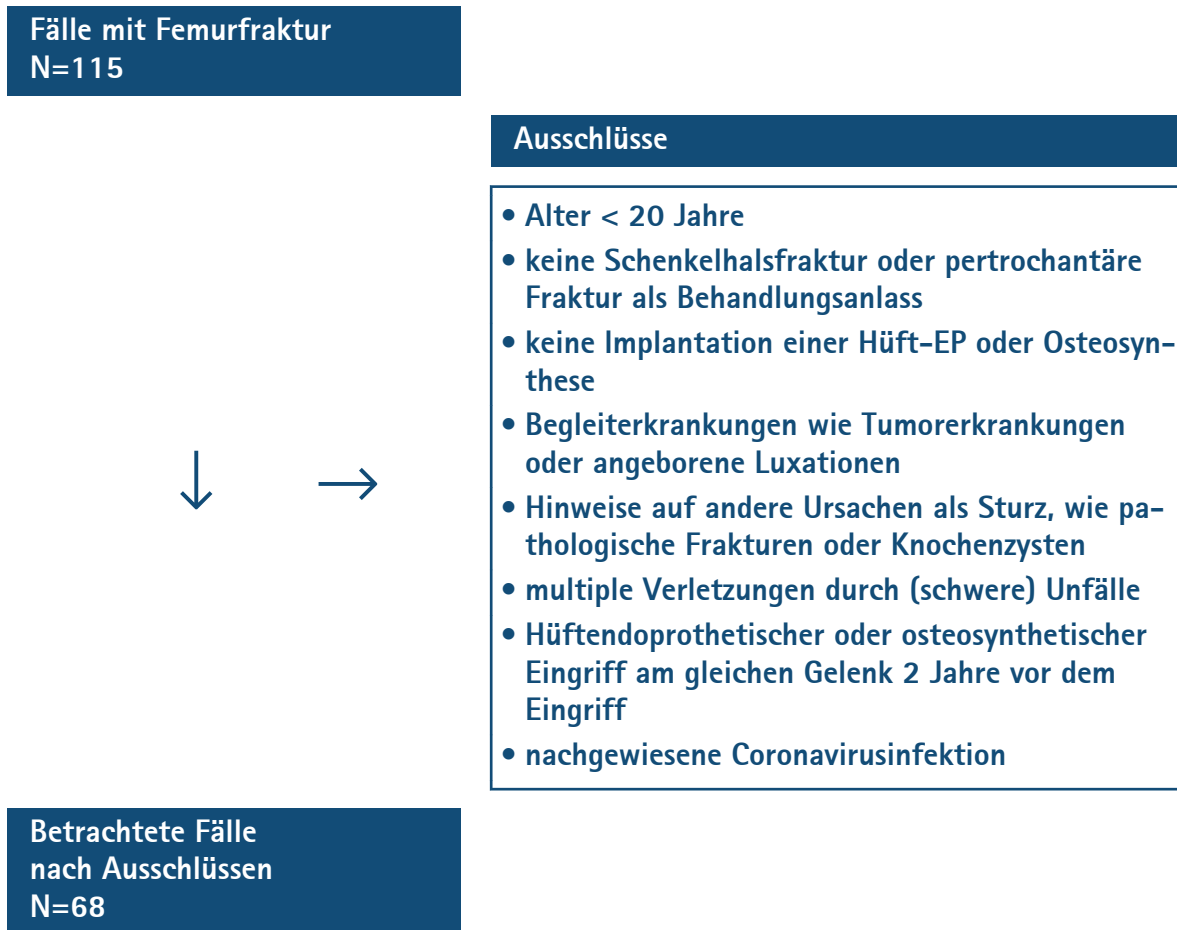 Fälle mit Femurfraktur
N=115
Ausschlüsse
• Alter < 20 Jahre
• keine Schenkelhalsfraktur oder pertrochantäre
Fraktur als Behandlungsanlass
• keine Implantation einer Hüft-EP oder Osteosyn-
these
• Begleiterkrankungen wie Tumorerkrankungen
oder angeborene Luxationen
• Hinweise auf andere Ursachen als Sturz, wie pa-
thologische Frakturen oder Knochenzysten
• multiple Verletzungen durch (schwere) Unfälle
• Hüftendoprothetischer oder osteosynthetischer
Eingriff am gleichen Gelenk 2 Jahre vor dem
Eingriff
• nachgewiesene Coronavirusinfektion
Betrachtete Fälle
nach Ausschlüssen
N=68